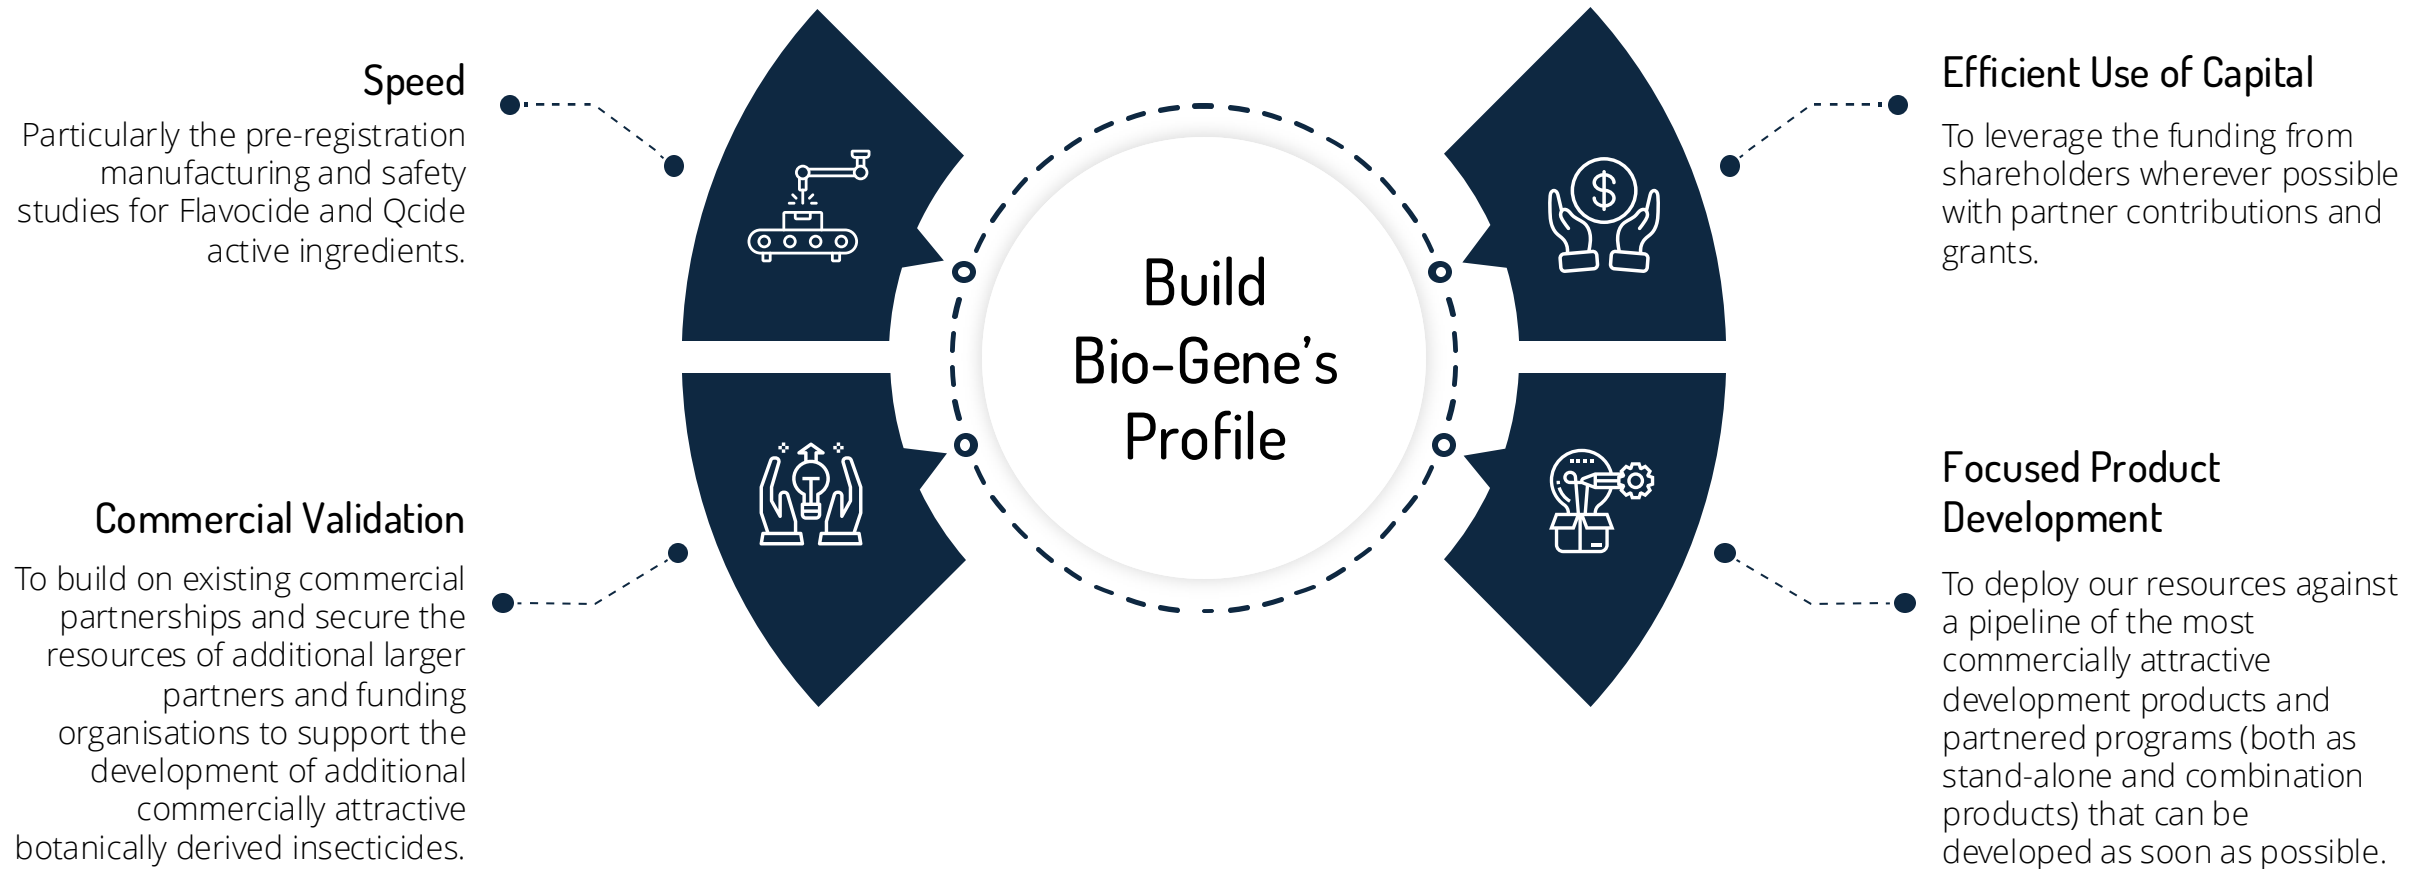 Speed
Particularly the pre-registration
manufacturing and safety
studies for Flavocide and Qcide
active ingredients.
Commercial Validation
To build on existing commercial
partnerships and secure the
resources of additional larger
partners and funding
organisations to support the
development of additional
commercially attractive
botanically derived insecticides.
Build
Bio-Gene’s
Profile
Efficient Use of Capital
To leverage the funding from
shareholders wherever possible
with partner contributions and
grants.
$
Focused Product
Development
To deploy our resources against
a pipeline of the most
commercially attractive
development products and
partnered programs (both as
stand-alone and combination
products) that can be
developed as soon as possible.